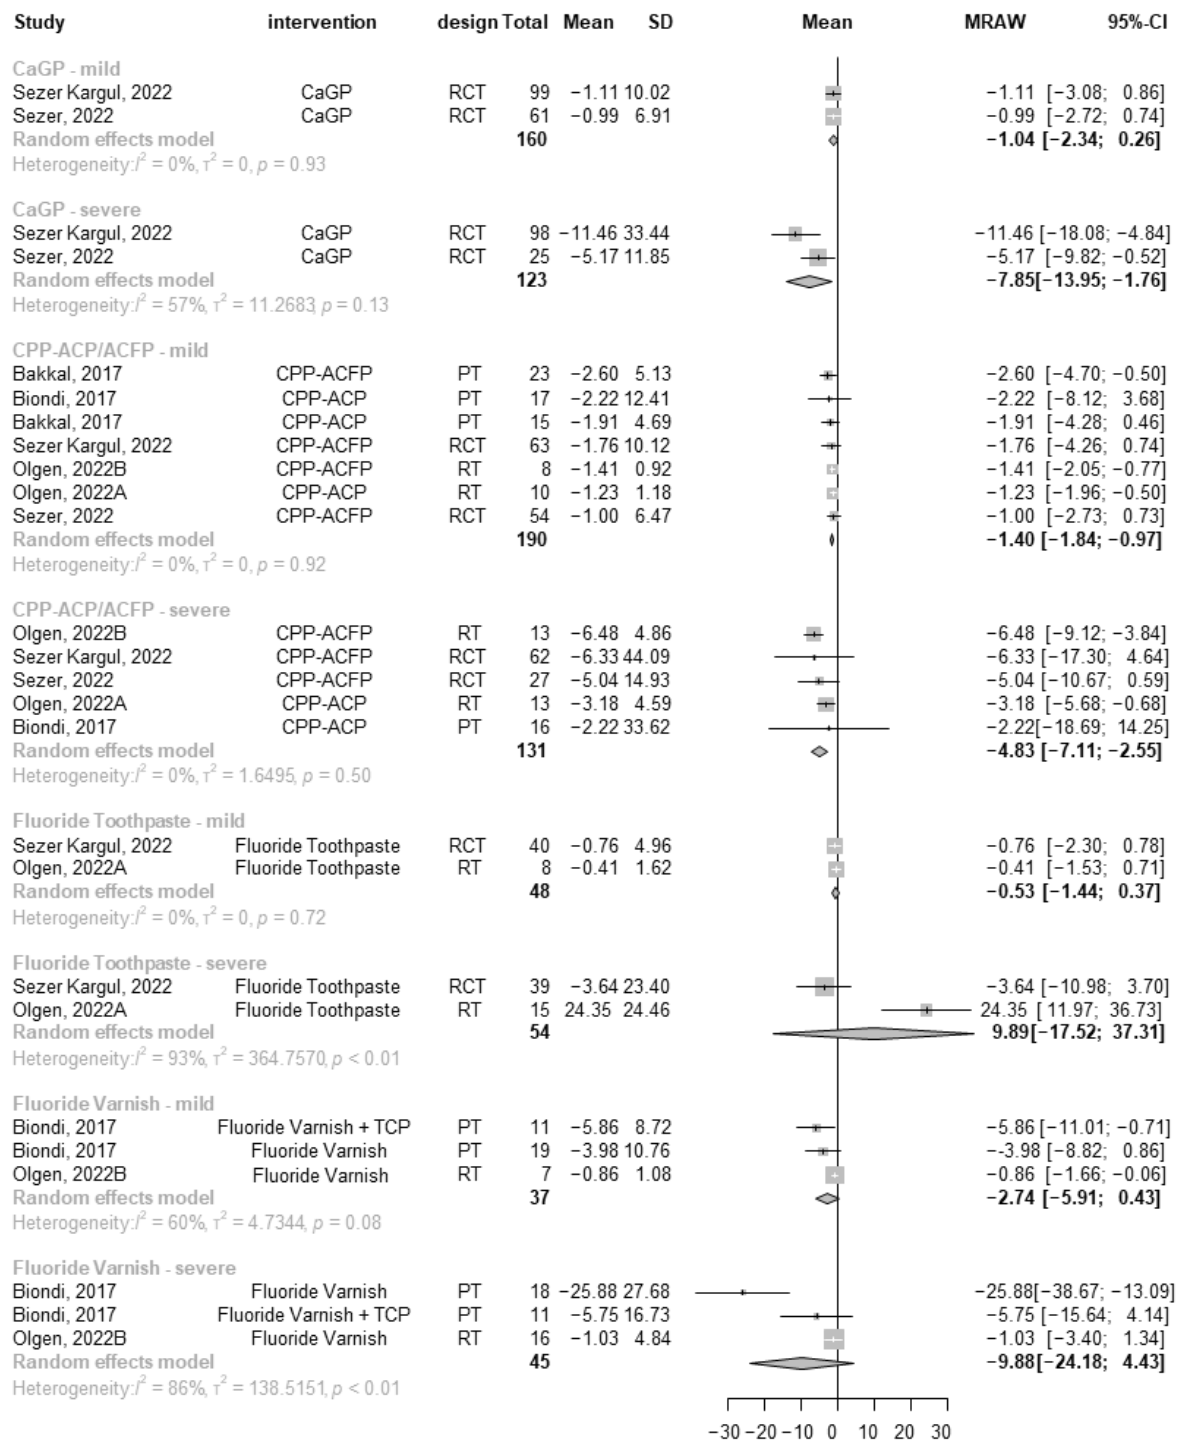 Study intervention design Total Mean SD Mean MRAW 95%-CI
CaGP - mild
Sezer Kargul, 2022 CaGP RCT 99 −1.11 10.02 −1.11 [−3.08; 0.86]
Sezer, 2022 CaGP RCT 61 −0.99 6.91 −0.99 [−2.72; 0.74]
Random effects model 160 −1.04 [−2.34; 0.26]
Heterogeneity: I² = 0%, τ² = 0, p = 0.93
CaGP - severe
Sezer Kargul, 2022 CaGP RCT 98 −11.46 33.44 −11.46 [−18.08; −4.84]
Sezer, 2022 CaGP RCT 25 −5.17 11.85 −5.17 [−9.82; −0.52]
Random effects model 123 −7.85[−13.95; −1.76]
Heterogeneity: I² = 57%, τ² = 11.2683, p = 0.13
CPP-ACP/ACFP - mild
Bakkal, 2017 CPP-ACFP PT 23 −2.60 5.13 −2.60 [−4.70; −0.50]
Biondi, 2017 CPP-ACP PT 17 −2.22 12.41 −2.22 [−8.12; 3.68]
Bakkal, 2017 CPP-ACP PT 15 −1.91 4.69 −1.91 [−4.28; 0.46]
Sezer Kargul, 2022 CPP-ACFP RCT 63 −1.76 10.12 −1.76 [−4.26; 0.74]
Olgen, 2022B CPP-ACFP RT 8 −1.41 0.92 −1.41 [−2.05; −0.77]
Olgen, 2022A CPP-ACP RT 10 −1.23 1.18 −1.23 [−1.96; −0.50]
Sezer, 2022 CPP-ACFP RCT 54 −1.00 6.47 −1.00 [−2.73; 0.73]
Random effects model 190 −1.40 [−1.84; −0.97]
Heterogeneity: I² = 0%, τ² = 0, p = 0.92
CPP-ACP/ACFP - severe
Olgen, 2022B CPP-ACFP RT 13 −6.48 4.86 −6.48 [−9.12; −3.84]
Sezer Kargul, 2022 CPP-ACFP RCT 62 −6.33 44.09 −6.33 [−17.30; 4.64]
Sezer, 2022 CPP-ACFP RCT 27 −5.04 14.93 −5.04 [−10.67; 0.59]
Olgen, 2022A CPP-ACP RT 13 −3.18 4.59 −3.18 [−5.68; −0.68]
Biondi, 2017 CPP-ACP PT 16 −2.22 33.62 −2.22[−18.69; 14.25]
Random effects model 131 −4.83 [−7.11; −2.55]
Heterogeneity: I² = 0%, τ² = 1.6495, p = 0.50
Fluoride Toothpaste - mild
Sezer Kargul, 2022 Fluoride Toothpaste RCT 40 −0.76 4.96 −0.76 [−2.30; 0.78]
Olgen, 2022A Fluoride Toothpaste RT 8 −0.41 1.62 −0.41 [−1.53; 0.71]
Random effects model 48 −0.53 [−1.44; 0.37]
Heterogeneity: I² = 0%, τ² = 0, p = 0.72
Fluoride Toothpaste - severe
Sezer Kargul, 2022 Fluoride Toothpaste RCT 39 −3.64 23.40 −3.64 [−10.98; 3.70]
Olgen, 2022A Fluoride Toothpaste RT 15 24.35 24.46 24.35 [11.97; 36.73]
Random effects model 54 9.89[−17.52; 37.31]
Heterogeneity: I² = 93%, τ² = 364.7570, p < 0.01
Fluoride Varnish - mild
Biondi, 2017 Fluoride Varnish + TCP PT 11 −5.86 8.72 −5.86 [−11.01; −0.71]
Biondi, 2017 Fluoride Varnish PT 19 −3.98 10.76 −3.98 [−8.82; 0.86]
Olgen, 2022B Fluoride Varnish RT 7 −0.86 1.08 −0.86 [−1.66; −0.06]
Random effects model 37 −2.74 [−5.91; 0.43]
Heterogeneity: I² = 60%, τ² = 4.7344, p = 0.08
Fluoride Varnish - severe
Biondi, 2017 Fluoride Varnish PT 18 −25.88 27.68 −25.88[−38.67; −13.09]
Biondi, 2017 Fluoride Varnish + TCP PT 11 −5.75 16.73 −5.75 [−15.64; 4.14]
Olgen, 2022B Fluoride Varnish RT 16 −1.03 4.84 −1.03 [−3.40; 1.34]
Random effects model 45 −9.88[−24.18; 4.43]
Heterogeneity: I² = 86%, τ² = 138.5151, p < 0.01
−30 −20 −10 0 10 20 30